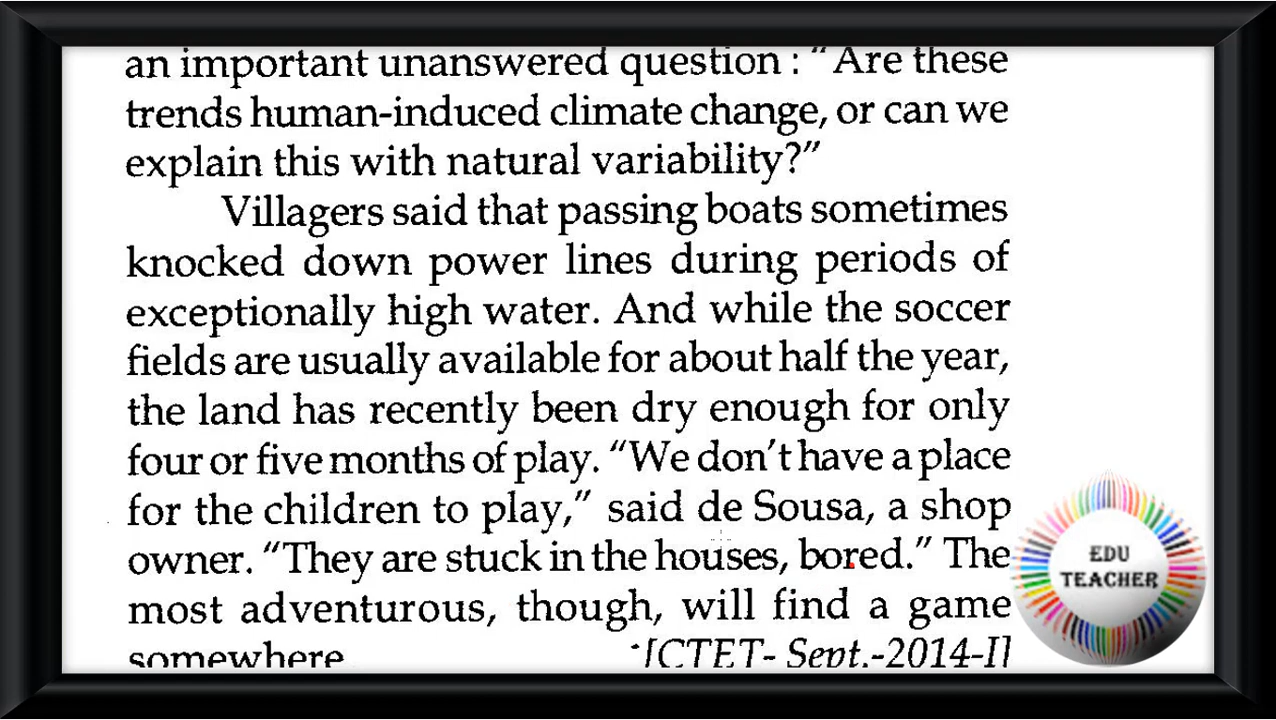 an important unanswered question : "Are these
trends human-induced climate change, or can we
explain this with natural variability?"
Villagers said that passing boats sometimes
knocked down power lines during periods of
exceptionally high water. And while the soccer
fields are usually available for about half the year,
the land has recently been dry enough for only
four or five months of play. "We don't have a place
for the children to play," said de Sousa, a shop
owner. "They are stuck in the houses, bored." The
most adventurous, though, will find a game
somewhere. [CTET- Sept.-2014-I]
EDU
TEACHER